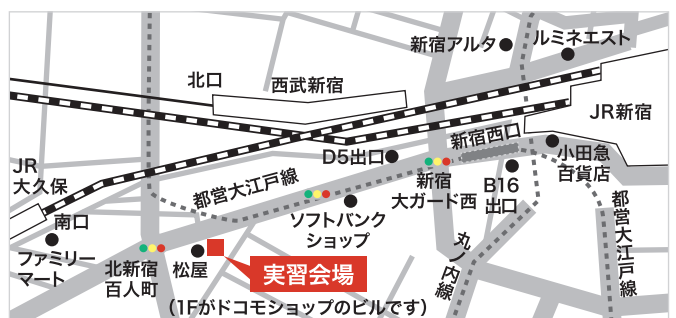 新宿アルタ
ルミネエスト
北口
西武新宿
JR新宿
新宿西口
D5出口
小田急
百貨店
JR
大久保
都営大江戸線
新宿
大ガード西
B16
出口
南口
ソフトバンク
ショップ
都営大江戸線
ファミリー
マート
北新宿
百人町
松屋
実習会場
丸ノ内線
(1Fがドコモショップのビルです)